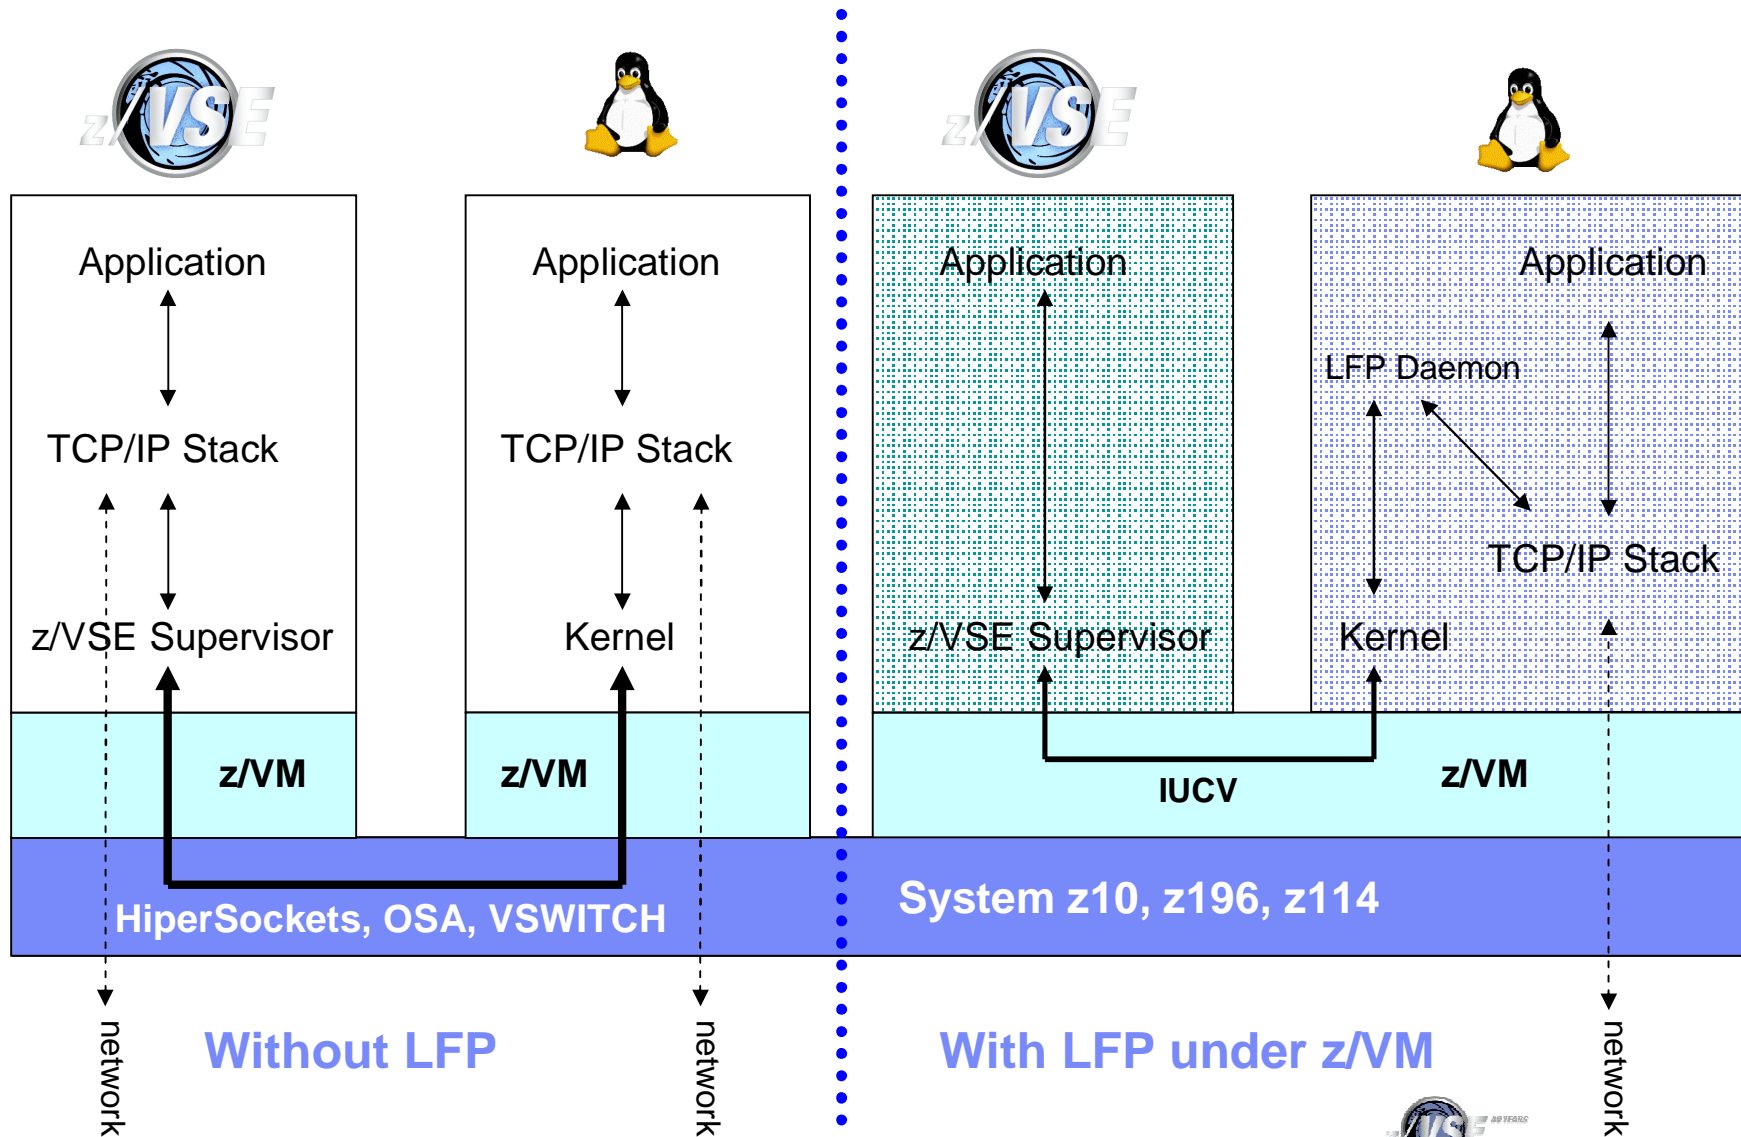 z/VSE
z/VSE
Application
Application
Application
Application
LFP Daemon
TCP/IP Stack
TCP/IP Stack
TCP/IP Stack
z/VSE Supervisor
Kernel
z/VSE Supervisor
Kernel
z/VM
z/VM
IUCV
z/VM
HiperSockets, OSA, VSWITCH
System z10, z196, z114
network
Without LFP
network
With LFP under z/VM
network